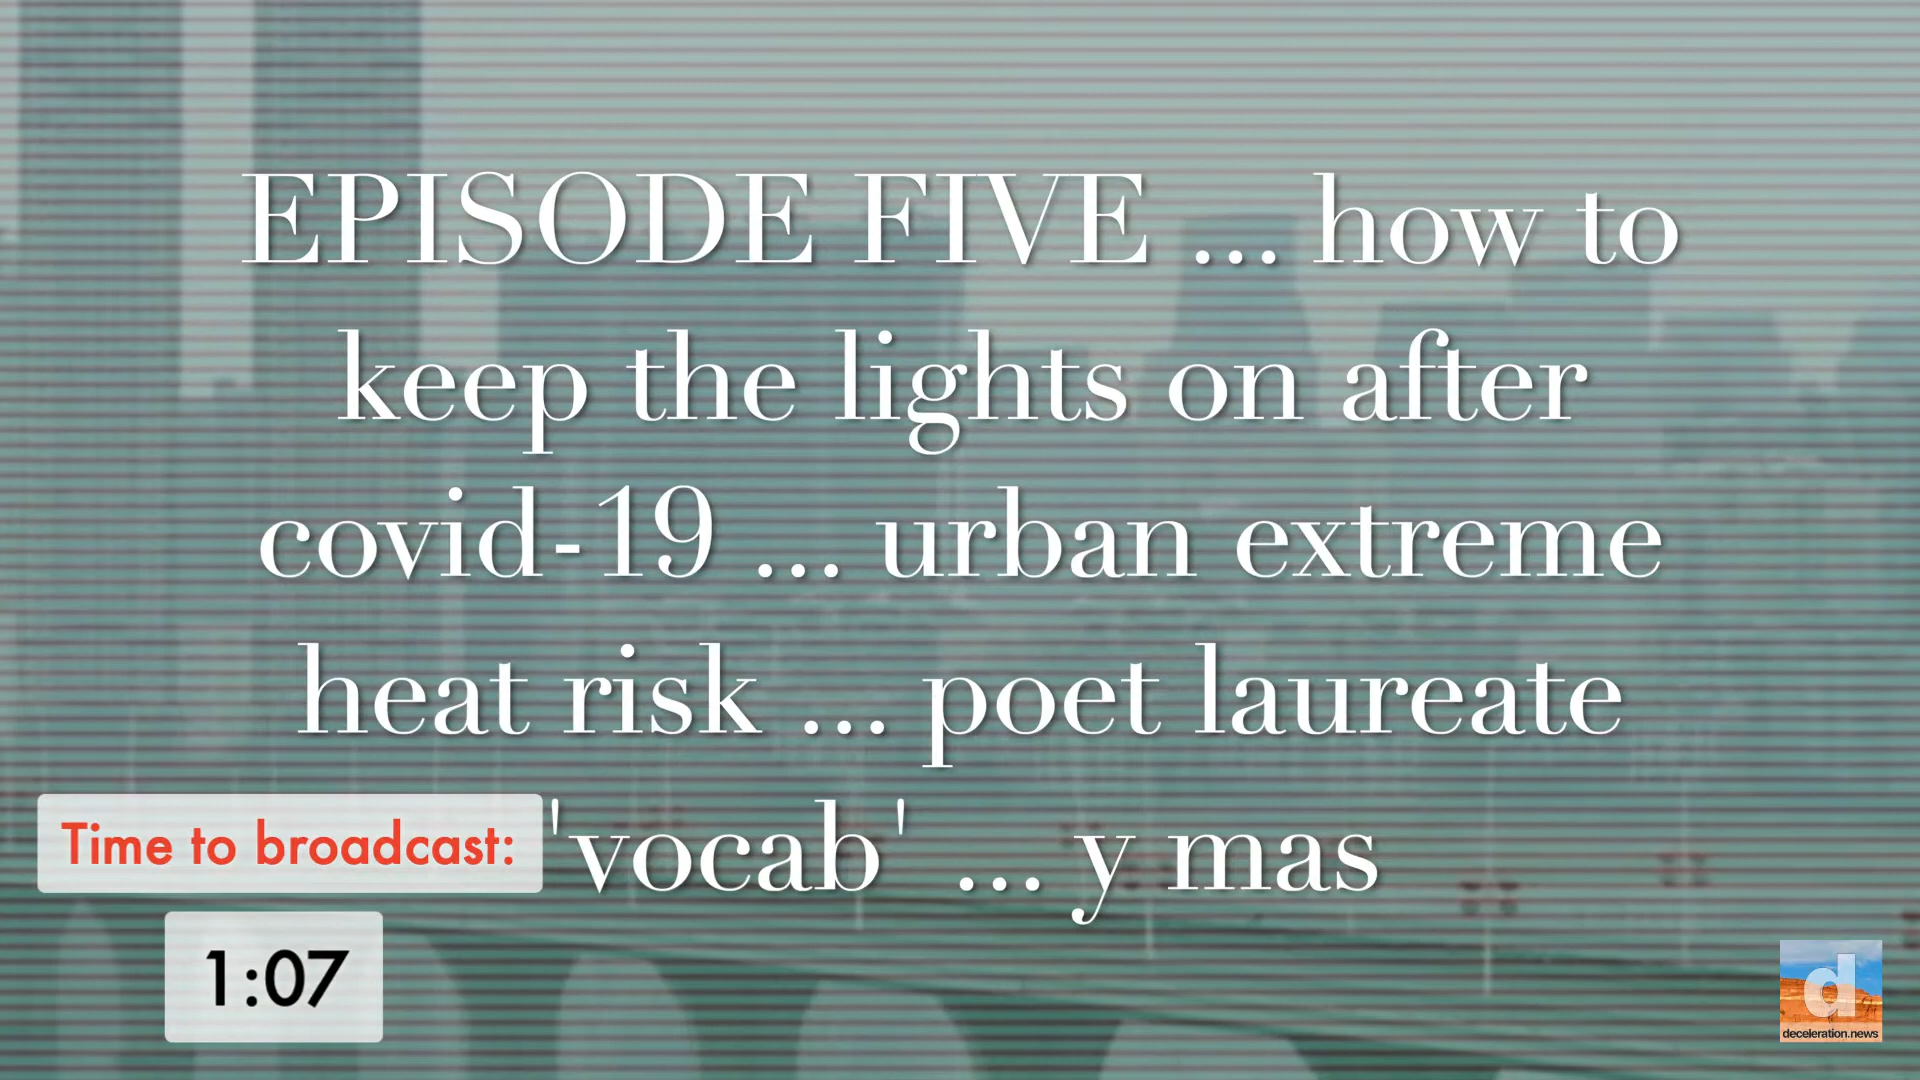 EPISODE FIVE ... how to
keep the lights on after
covid-19 ... urban extreme
heat risk ... poet laureate
'vocab' ... y mas
Time to broadcast:
1:07
d
deceleration.news